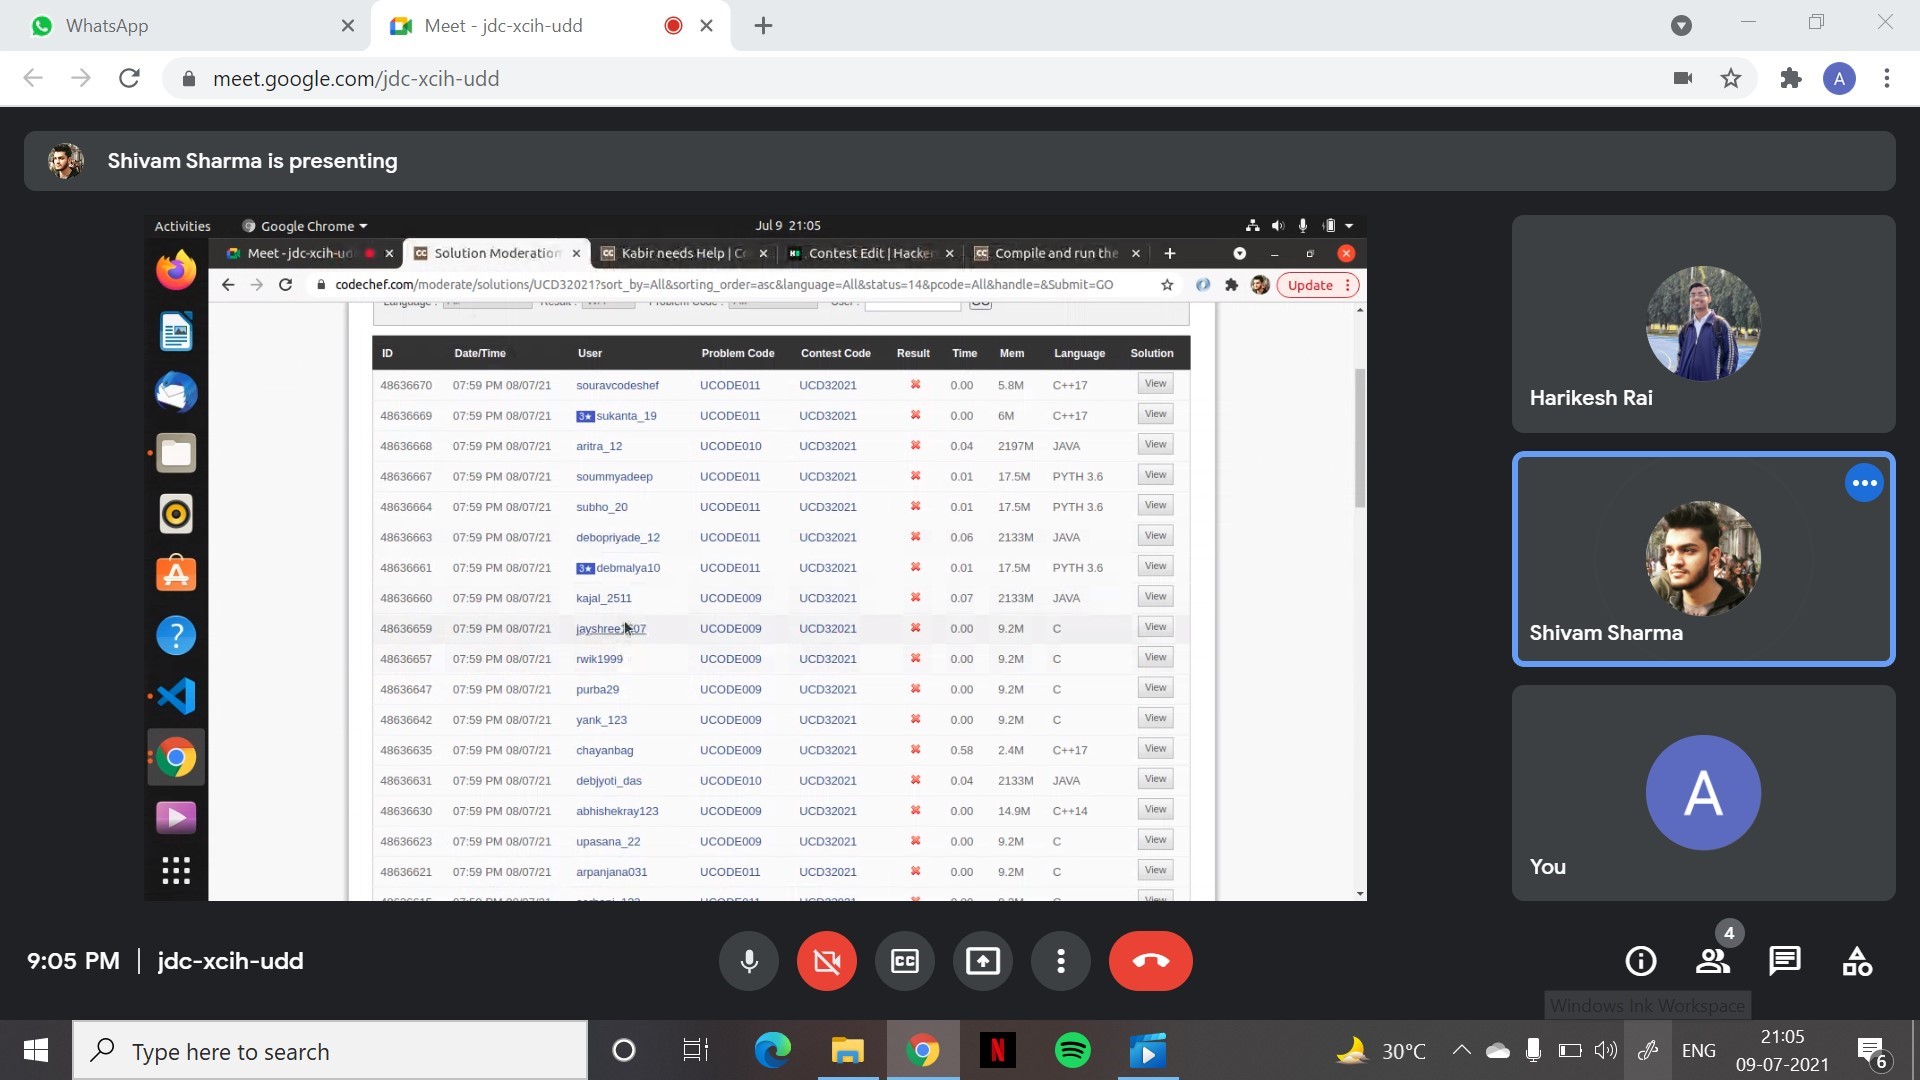 WhatsApp
Meet - jdc-xcih-udd
meet.google.com/jdc-xcih-udd
A
Shivam Sharma is presenting
Activities Google Chrome Jul 9 21:05
Meet - jdc-xcih-ud Solution Moderation Kabir needs Help | Co Contest Edit | Hacker Compile and run the
codechef.com/moderate/solutions/UCD32021?sort_by=All&sorting_order=asc&language=All&status=14&pcode=All&handle=&Submit=GO Update
ID Date/Time User Problem Code Contest Code Result Time Mem Language Solution
48636670 07:59 PM 08/07/21 souravcodeshef UCODE011 UCD32021 0.00 5.8M C++17 View
48636669 07:59 PM 08/07/21 3★ sukanta_19 UCODE011 UCD32021 0.00 6M C++17 View
48636668 07:59 PM 08/07/21 aritra_12 UCODE010 UCD32021 0.04 2197M JAVA View
48636667 07:59 PM 08/07/21 soummyadeep UCODE011 UCD32021 0.01 17.5M PYTH 3.6 View
48636664 07:59 PM 08/07/21 subho_20 UCODE011 UCD32021 0.01 17.5M PYTH 3.6 View
48636663 07:59 PM 08/07/21 debopriyade_12 UCODE011 UCD32021 0.06 2133M JAVA View
48636661 07:59 PM 08/07/21 3★ debmalya10 UCODE011 UCD32021 0.01 17.5M PYTH 3.6 View
48636660 07:59 PM 08/07/21 kajal_2511 UCODE009 UCD32021 0.07 2133M JAVA View
48636659 07:59 PM 08/07/21 UCODE009 UCD32021 0.00 9.2M C View
48636657 07:59 PM 08/07/21 rwik1999 UCODE009 UCD32021 0.00 9.2M C View
48636647 07:59 PM 08/07/21 purba29 UCODE009 UCD32021 0.00 9.2M C View
48636642 07:59 PM 08/07/21 yank_123 UCODE009 UCD32021 0.00 9.2M C View
48636635 07:59 PM 08/07/21 chayanbag UCODE009 UCD32021 0.58 2.4M C++17 View
48636631 07:59 PM 08/07/21 debjyoti_das UCODE010 UCD32021 0.04 2133M JAVA View
48636630 07:59 PM 08/07/21 abhishekray123 UCODE009 UCD32021 0.00 14.9M C++14 View
48636623 07:59 PM 08/07/21 upasana_22 UCODE009 UCD32021 0.00 9.2M C View
48636621 07:59 PM 08/07/21 arpanjana031 UCODE011 UCD32021 0.00 9.2M C View
Harikesh Rai
Shivam Sharma
A
You
9:05 PM | jdc-xcih-udd
CC
4
Windows Ink Workspace
Type here to search
N
30°C
ENG
21:05
09-07-2021
6